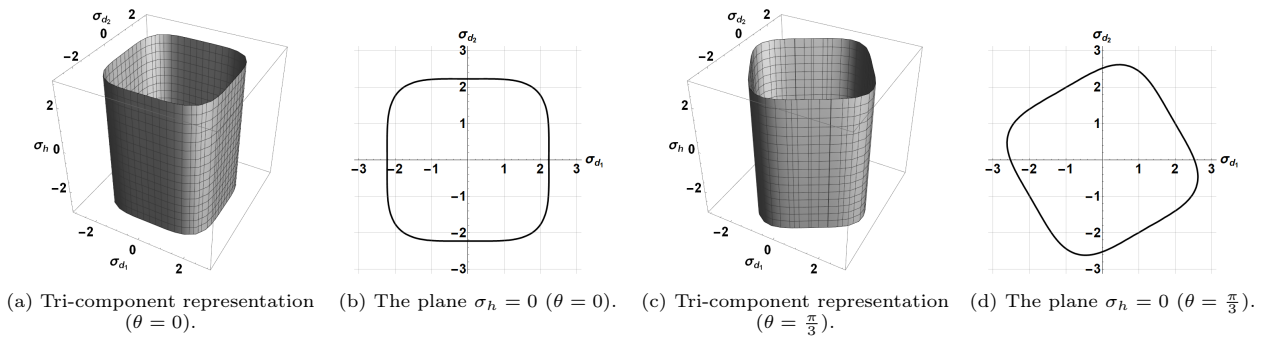 σd₂ 2
0
−2
2
σh 0
−2
−2
0
σd₁
2
σd₂
3
2
1
−3 −2 −1 1 2 3 σd₁
−1
−2
−3
σd₂ 2
0
−2
2
σh 0
−2
−2
0
σd₁
2
σd₂
3
2
1
−3 −2 −1 1 2 3 σd₁
−1
−2
−3
(a) Tri-component representation
(θ = 0).
(b) The plane σh = 0 (θ = 0).
(c) Tri-component representation
(θ = π/3).
(d) The plane σh = 0 (θ = π/3).